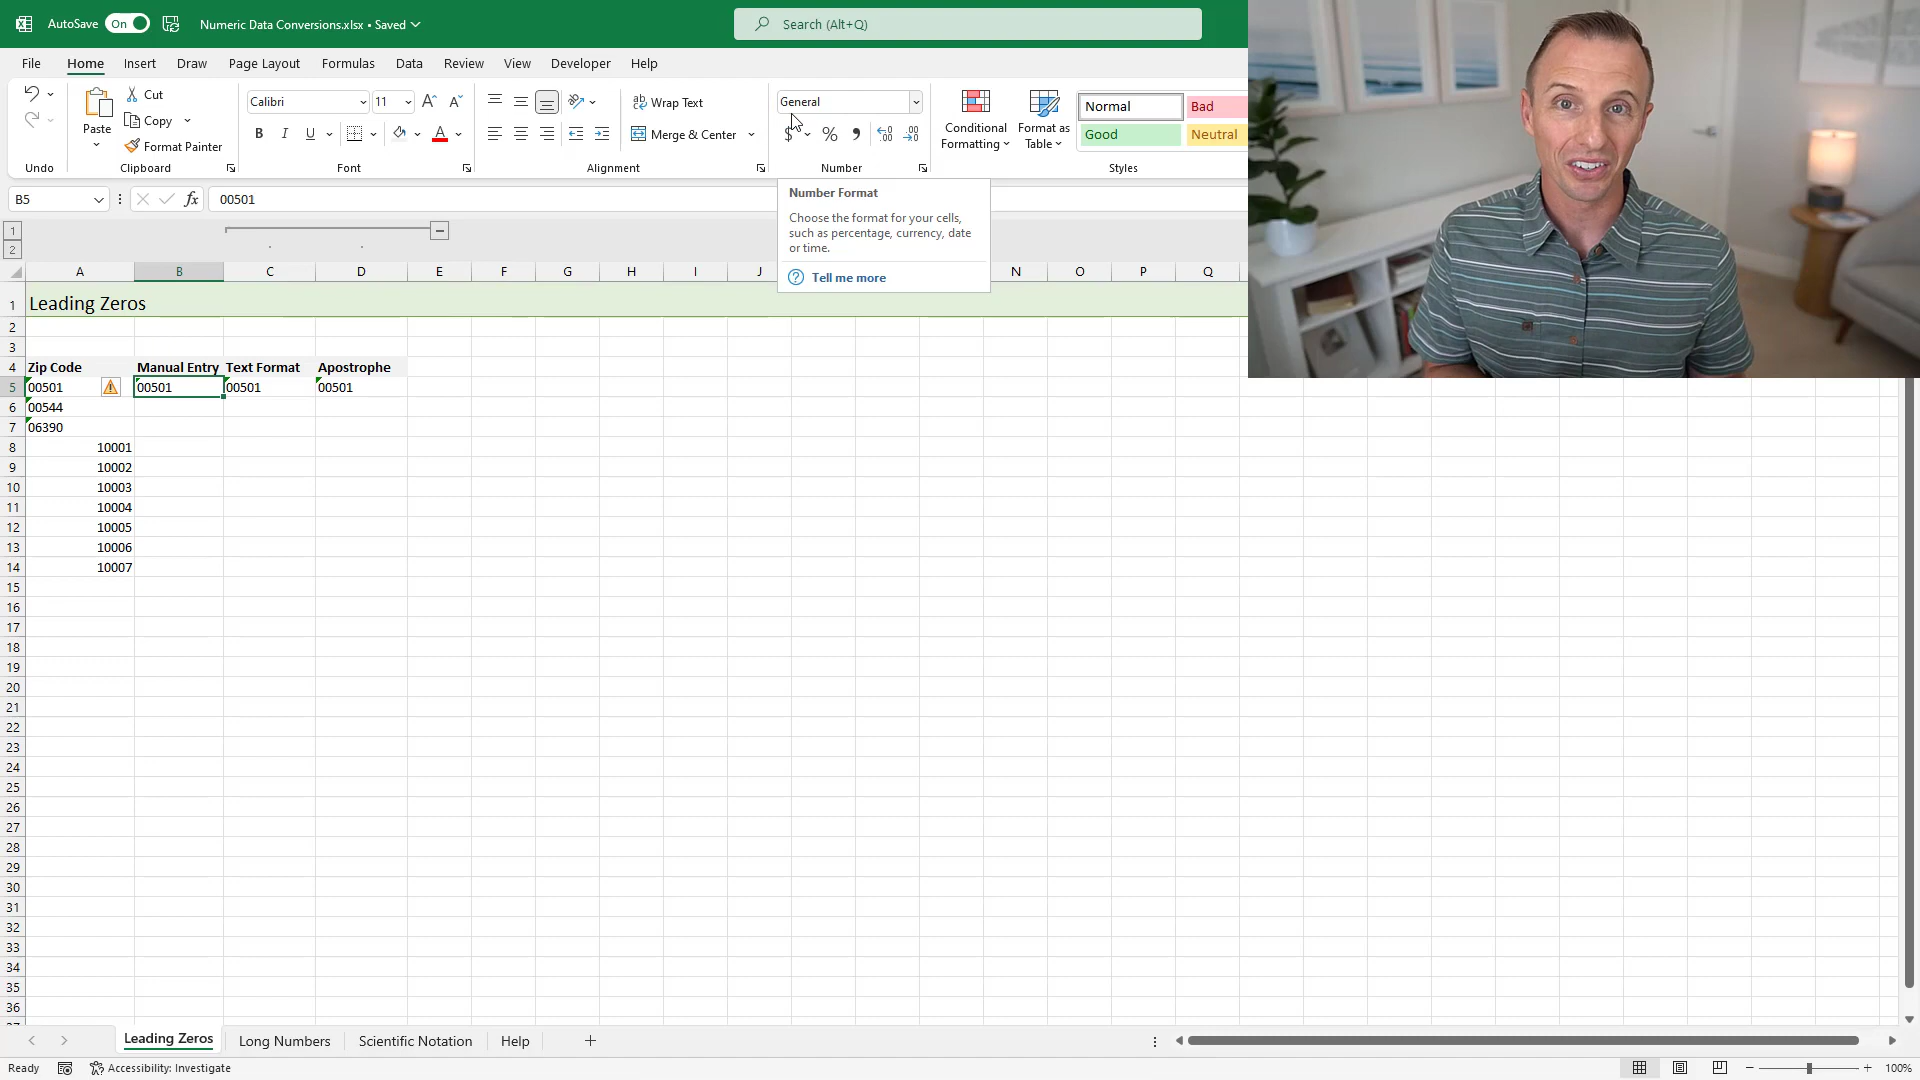 AutoSave On Numeric Data Conversions.xlsx • Saved Search (Alt+Q)
File Home Insert Draw Page Layout Formulas Data Review View Developer Help
Cut
Copy
Format Painter
Paste
Calibri 11
B I U A
Wrap Text
Merge & Center
General
$ %
Conditional
Formatting
Format as
Table
Normal Bad
Good Neutral
Undo Clipboard Font Alignment Number Styles
B5 fx 00501
Number Format
Choose the format for your cells,
such as percentage, currency, date
or time.
Tell me more
1
2
A B C D E F G H I J N O P Q
1 Leading Zeros
2
3
4 Zip Code Manual Entry Text Format Apostrophe
5 00501 00501 00501 00501
6 00544
7 06390
8 10001
9 10002
10 10003
11 10004
12 10005
13 10006
14 10007
15
16
17
18
19
20
21
22
23
24
25
26
27
28
29
30
31
32
33
34
35
36
Leading Zeros Long Numbers Scientific Notation Help
Ready Accessibility: Investigate 100%